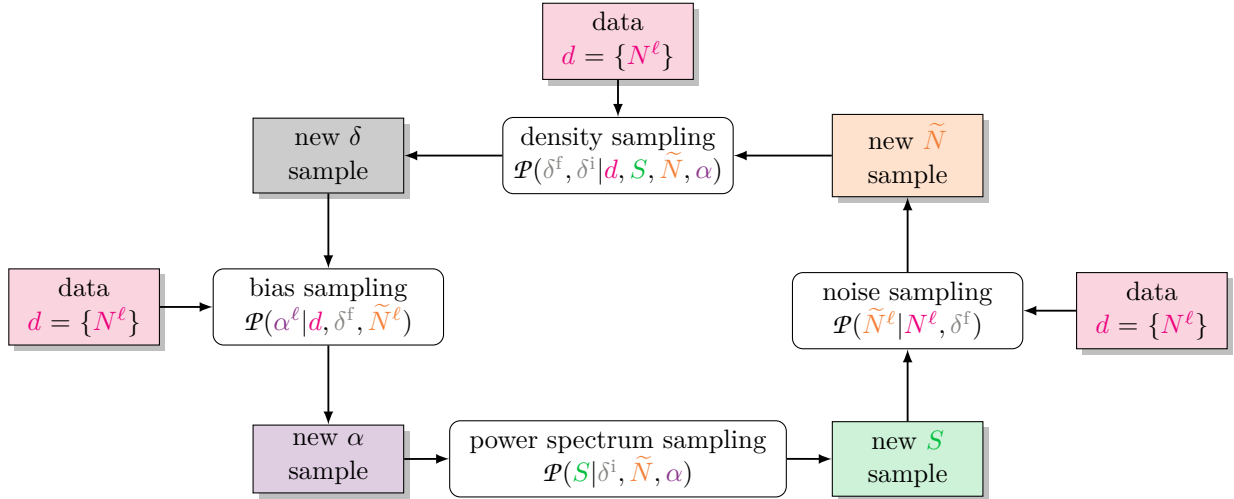 data
d = {N^ℓ}
density sampling
𝒫(δ^f, δ^i|d, S, Ñ, α)
new δ
sample
new Ñ
sample
data
d = {N^ℓ}
bias sampling
𝒫(α^ℓ|d, δ^f, Ñ^ℓ)
noise sampling
𝒫(Ñ^ℓ|N^ℓ, δ^f)
data
d = {N^ℓ}
new α
sample
power spectrum sampling
𝒫(S|δ^i, Ñ, α)
new S
sample